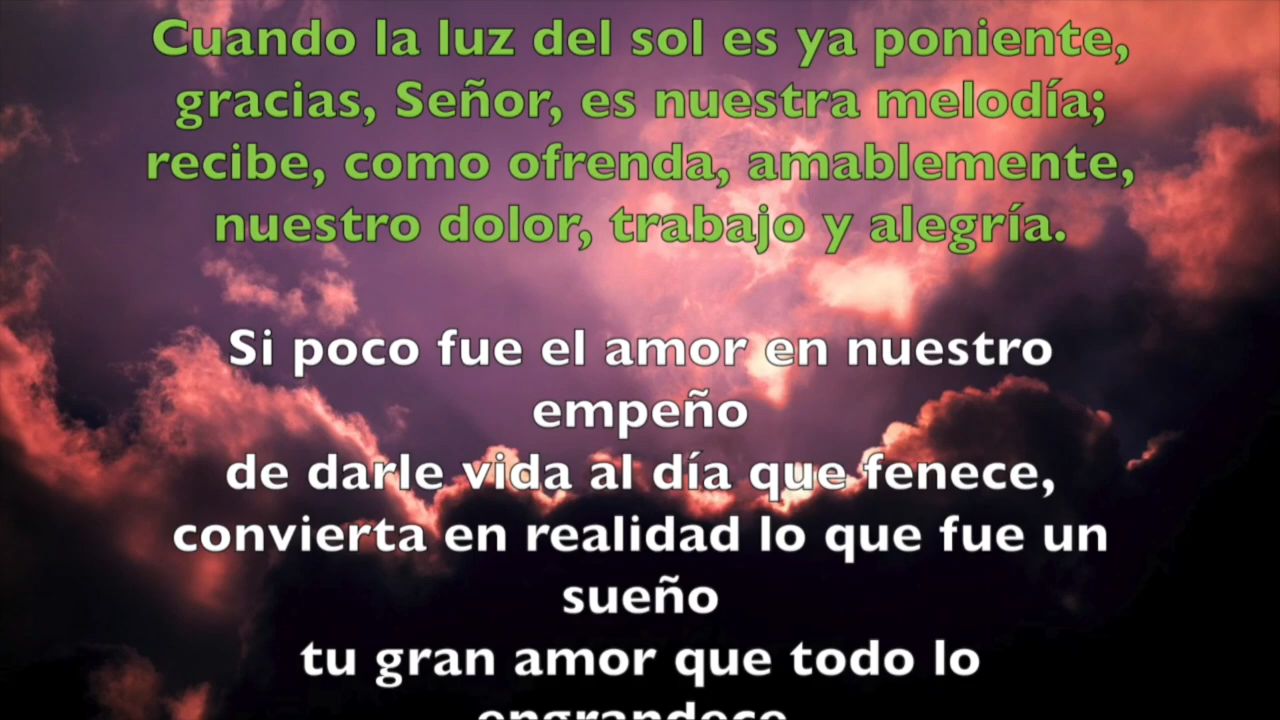 Cuando la luz del sol es ya poniente,
gracias, Señor, es nuestra melodía;
recibe, como ofrenda, amablemente,
nuestro dolor, trabajo y alegría.
Si poco fue el amor en nuestro
empeño
de darle vida al día que fenece,
convierta en realidad lo que fue un
sueño
tu gran amor que todo lo
engrandece.